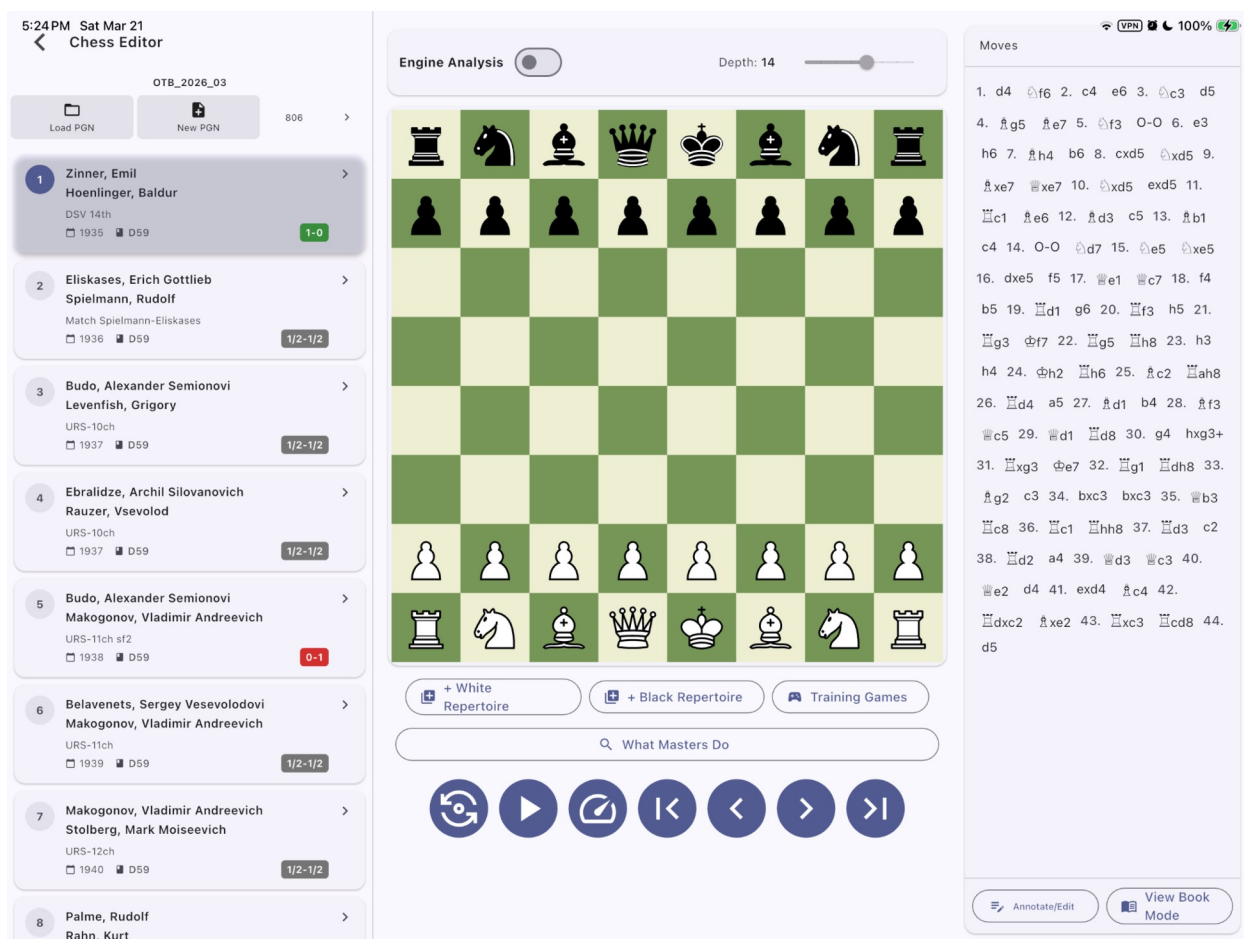 5:24 PM Sat Mar 21
VPN 100%
Chess Editor
OTB_2026_03
Load PGN
New PGN
806
1
Zinner, Emil
Hoenlinger, Baldur
DSV 14th
1935 D59
1-0
2
Eliskases, Erich Gottlieb
Spielmann, Rudolf
Match Spielmann-Eliskases
1936 D59
1/2-1/2
3
Budo, Alexander Semionovi
Levenfish, Grigory
URS-10ch
1937 D59
1/2-1/2
4
Ebralidze, Archil Silovanovich
Rauzer, Vsevolod
URS-10ch
1937 D59
1/2-1/2
5
Budo, Alexander Semionovi
Makogonov, Vladimir Andreevich
URS-11ch sf2
1938 D59
0-1
6
Belavenets, Sergey Vesevolodovi
Makogonov, Vladimir Andreevich
URS-11ch
1939 D59
1/2-1/2
7
Makogonov, Vladimir Andreevich
Stolberg, Mark Moiseevich
URS-12ch
1940 D59
1/2-1/2
8
Palme, Rudolf
Rahn, Kurt
Engine Analysis
Depth: 14
+ White
Repertoire
+ Black Repertoire
Training Games
What Masters Do
Moves
1. d4 ♘f6 2. c4 e6 3. ♘c3 d5
4. ♗g5 ♗e7 5. ♘f3 O-O 6. e3
h6 7. ♗h4 b6 8. cxd5 ♘xd5 9.
♗xe7 ♕xe7 10. ♘xd5 exd5 11.
♖c1 ♗e6 12. ♗d3 c5 13. ♗b1
c4 14. O-O ♘d7 15. ♘e5 ♘xe5
16. dxe5 f5 17. ♕e1 ♕c7 18. f4
b5 19. ♖d1 g6 20. ♖f3 h5 21.
♖g3 ♔f7 22. ♖g5 ♖h8 23. h3
h4 24. ♔h2 ♖h6 25. ♗c2 ♖ah8
26. ♖d4 a5 27. ♗d1 b4 28. ♗f3
♕c5 29. ♕d1 ♖d8 30. g4 hxg3+
31. ♖xg3 ♔e7 32. ♖g1 ♖dh8 33.
♗g2 c3 34. bxc3 bxc3 35. ♕b3
♖c8 36. ♖c1 ♖hh8 37. ♖d3 c2
38. ♖d2 a4 39. ♕d3 ♕c3 40.
♕e2 d4 41. exd4 ♗c4 42.
♖dxc2 ♗xe2 43. ♖xc3 ♖cd8 44.
d5
Annotate/Edit
View Book
Mode